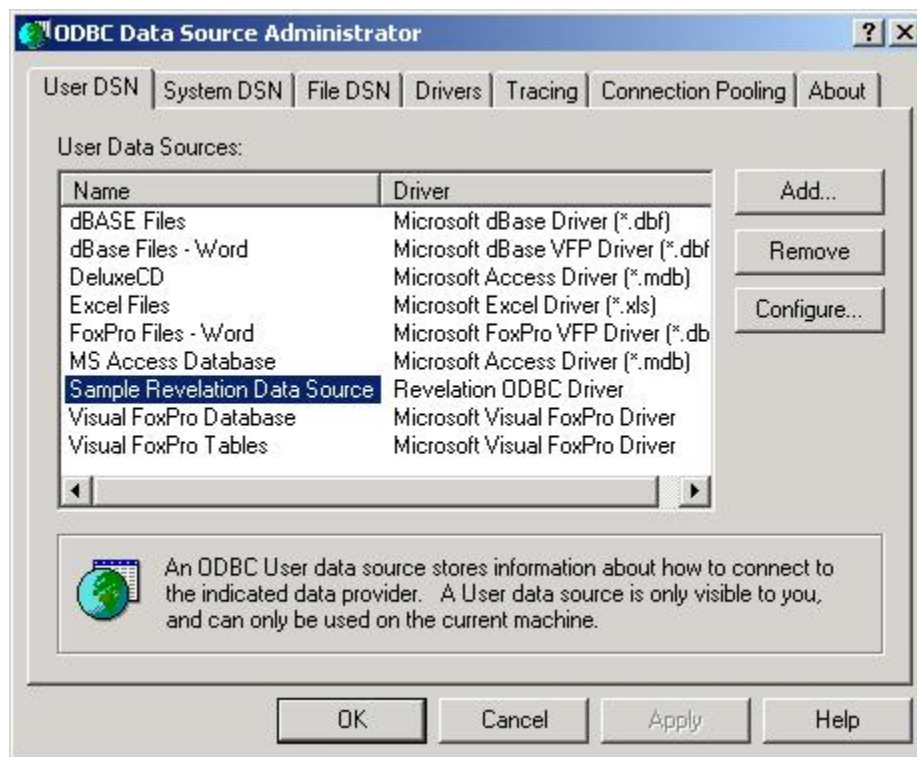 ODBC Data Source Administrator
User DSN System DSN File DSN Drivers Tracing Connection Pooling About
User Data Sources:
Name Driver
dBASE Files Microsoft dBase Driver (*.dbf)
dBase Files - Word Microsoft dBase VFP Driver (*.dbf
DeluxeCD Microsoft Access Driver (*.mdb)
Excel Files Microsoft Excel Driver (*.xls)
FoxPro Files - Word Microsoft FoxPro VFP Driver (*.db
MS Access Database Microsoft Access Driver (*.mdb)
Sample Revelation Data Source Revelation ODBC Driver
Visual FoxPro Database Microsoft Visual FoxPro Driver
Visual FoxPro Tables Microsoft Visual FoxPro Driver
Add...
Remove
Configure...
An ODBC User data source stores information about how to connect to
the indicated data provider. A User data source is only visible to you,
and can only be used on the current machine.
OK Cancel Apply Help